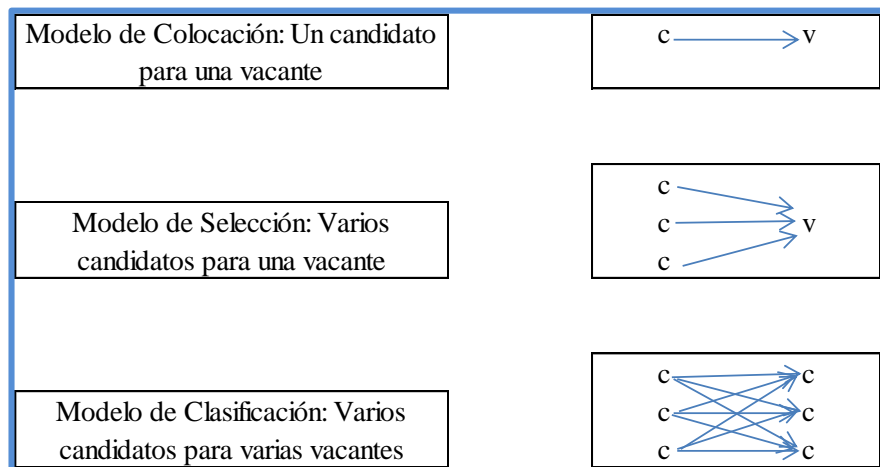 Modelo de Colocación: Un candidato
para una vacante
c v
c
Modelo de Selección: Varios
candidatos para una vacante
c v
c
c c
Modelo de Clasificación: Varios
candidatos para varias vacantes
c c
c c